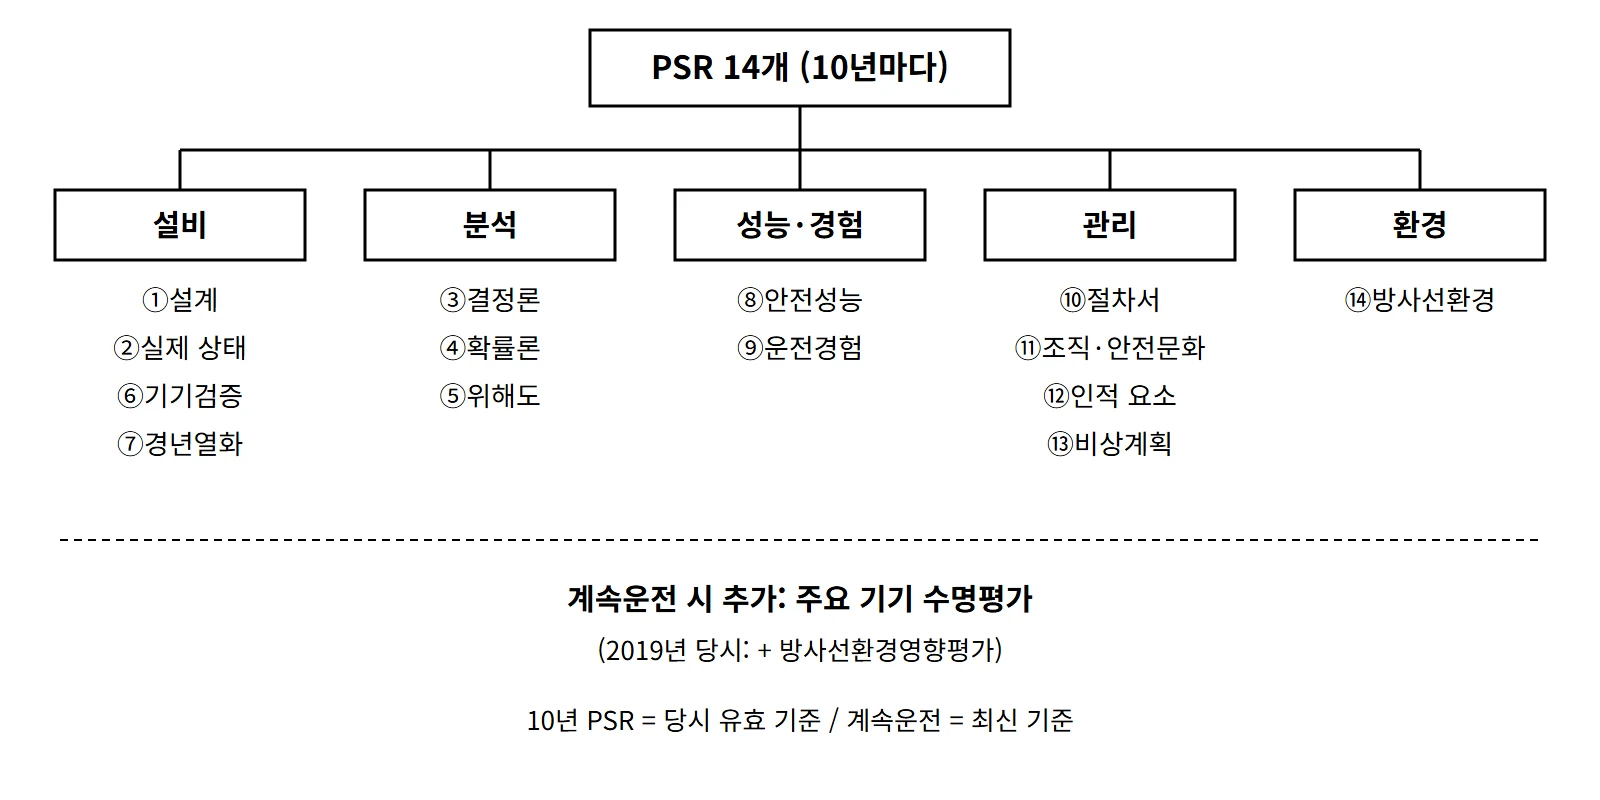 PSR 14개 (10년마다)
설비
①설계
②실제 상태
⑥기기검증
⑦경년열화
분석
③결정론
④확률론
⑤위해도
성능·경험
⑧안전성능
⑨운전경험
관리
⑩절차서
⑪조직·안전문화
⑫인적 요소
⑬비상계획
환경
⑭방사선환경
계속운전 시 추가: 주요 기기 수명평가
(2019년 당시: + 방사선환경영향평가)
10년 PSR = 당시 유효 기준 / 계속운전 = 최신 기준